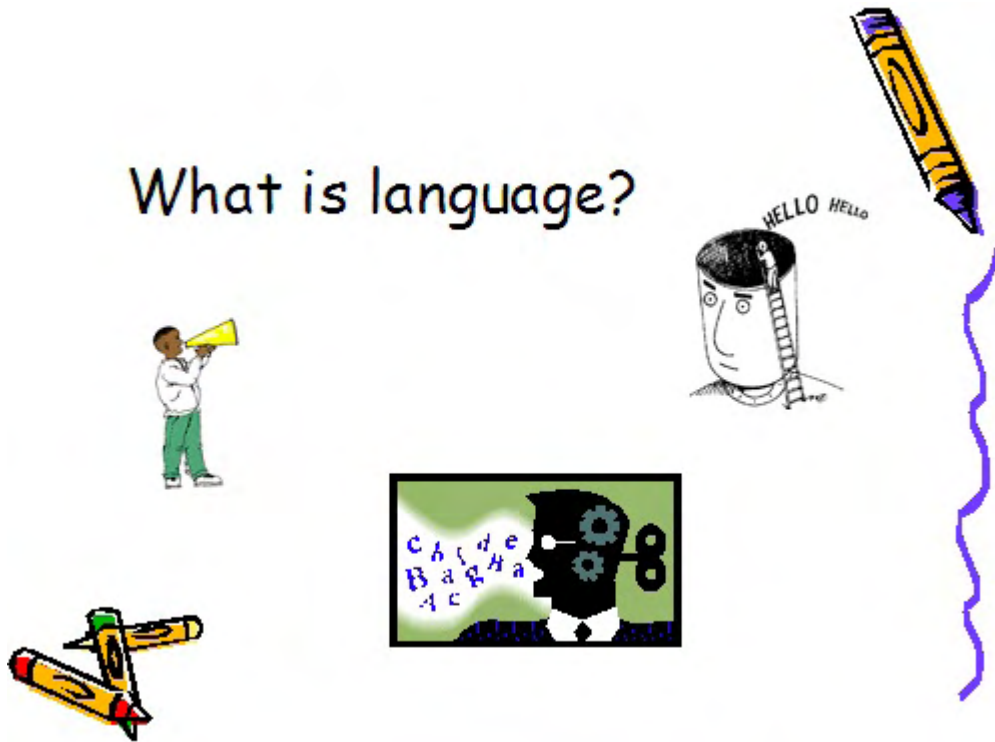 What is language?
HELLO HELLO
c h i d e
B a g H a
A c